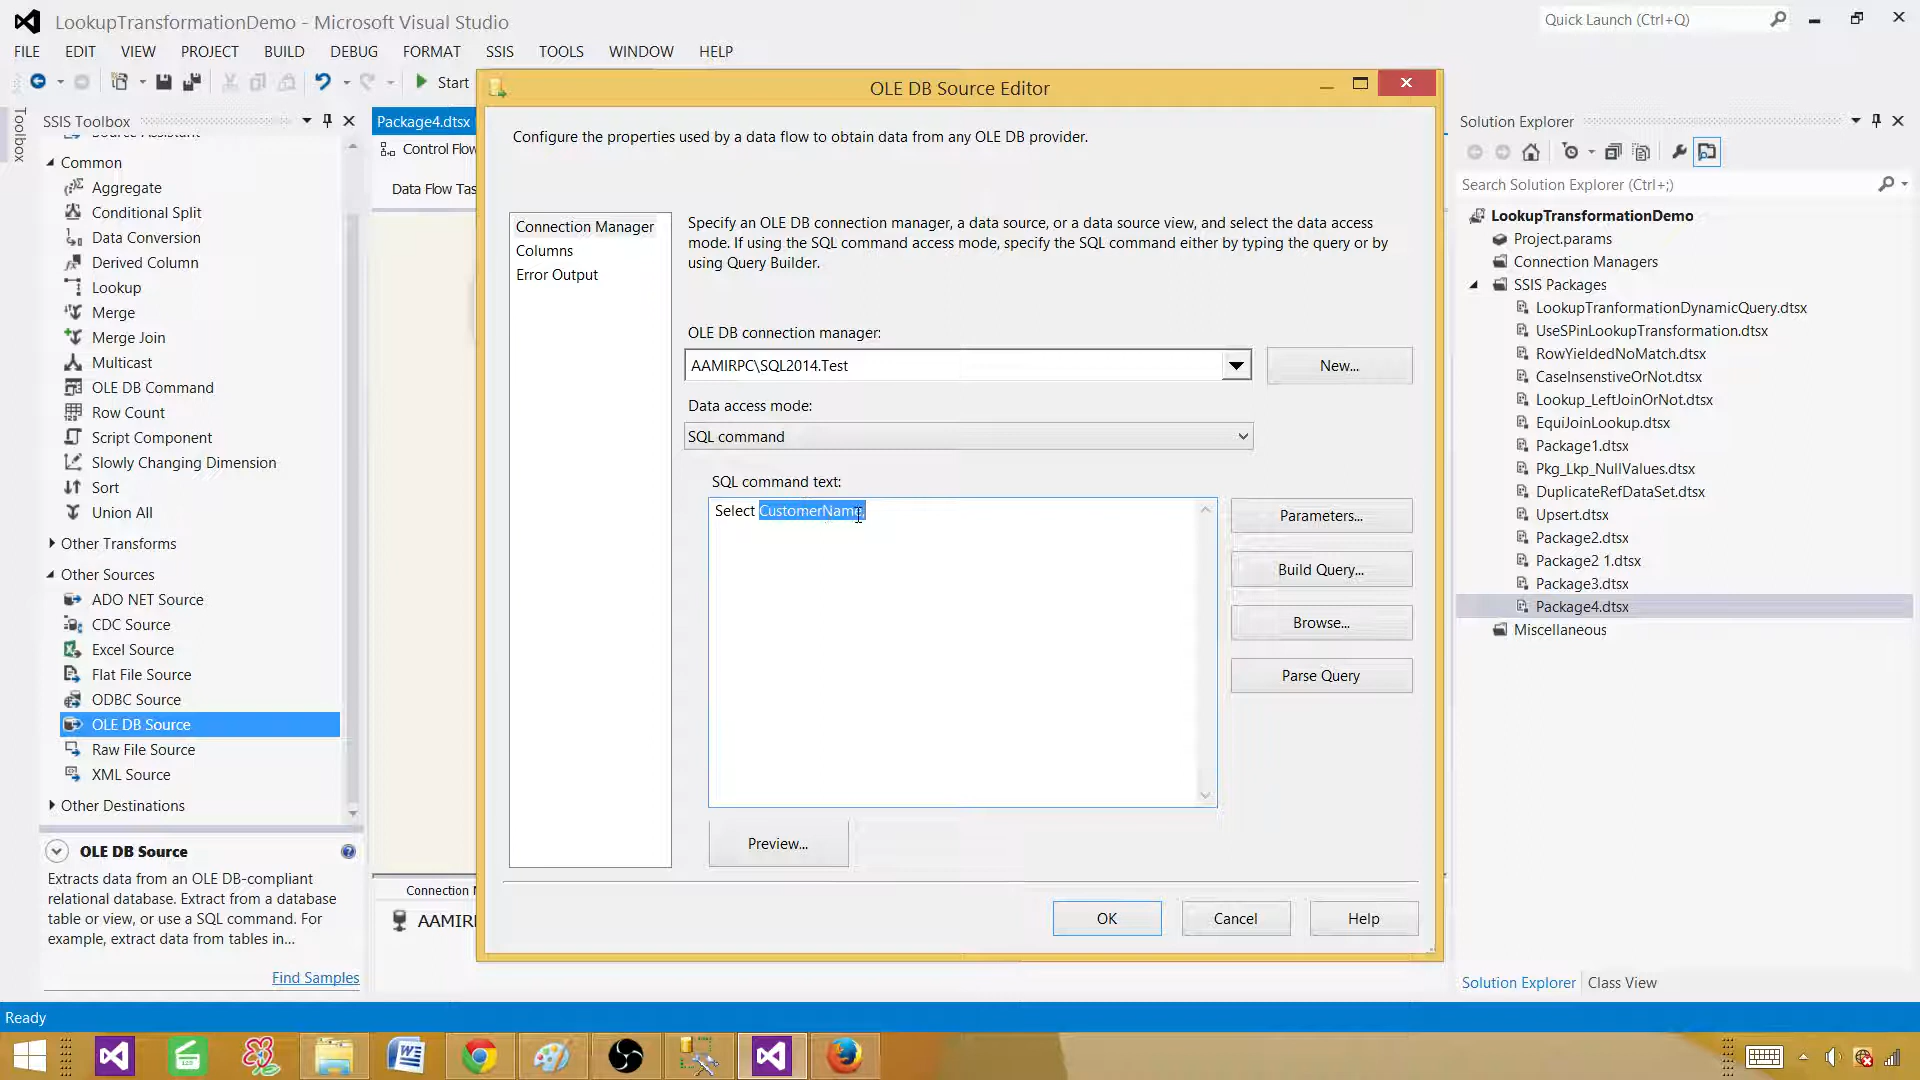 LookupTransformationDemo - Microsoft Visual Studio
Quick Launch (Ctrl+Q)
FILE EDIT VIEW PROJECT BUILD DEBUG FORMAT SSIS TOOLS WINDOW HELP
Start
OLE DB Source Editor
Toolbox
SSIS Toolbox
Source Assistant
Common
Aggregate
Conditional Split
Data Conversion
Derived Column
Lookup
Merge
Merge Join
Multicast
OLE DB Command
Row Count
Script Component
Slowly Changing Dimension
Sort
Union All
Other Transforms
Other Sources
ADO NET Source
CDC Source
Excel Source
Flat File Source
ODBC Source
OLE DB Source
Raw File Source
XML Source
Other Destinations
OLE DB Source
Extracts data from an OLE DB-compliant
relational database. Extract from a database
table or view, or use a SQL command. For
example, extract data from tables in...
Find Samples
Package4.dtsx
Control Flow
Data Flow Tas
Connection M
AAMIRP
Configure the properties used by a data flow to obtain data from any OLE DB provider.
Connection Manager
Columns
Error Output
Specify an OLE DB connection manager, a data source, or a data source view, and select the data access
mode. If using the SQL command access mode, specify the SQL command either by typing the query or by
using Query Builder.
OLE DB connection manager:
AAMIRPC\SQL2014.Test
New...
Data access mode:
SQL command
SQL command text:
Select CustomerName,
Parameters...
Build Query...
Browse...
Parse Query
Preview...
OK
Cancel
Help
Solution Explorer
Search Solution Explorer (Ctrl+;)
LookupTransformationDemo
Project.params
Connection Managers
SSIS Packages
LookupTranformationDynamicQuery.dtsx
UseSPinLookupTransformation.dtsx
RowYieldedNoMatch.dtsx
CaseInsenstiveOrNot.dtsx
Lookup_LeftJoinOrNot.dtsx
EquiJoinLookup.dtsx
Package1.dtsx
Pkg_Lkp_NullValues.dtsx
DuplicateRefDataSet.dtsx
Upsert.dtsx
Package2.dtsx
Package2 1.dtsx
Package3.dtsx
Package4.dtsx
Miscellaneous
Solution Explorer Class View
Ready